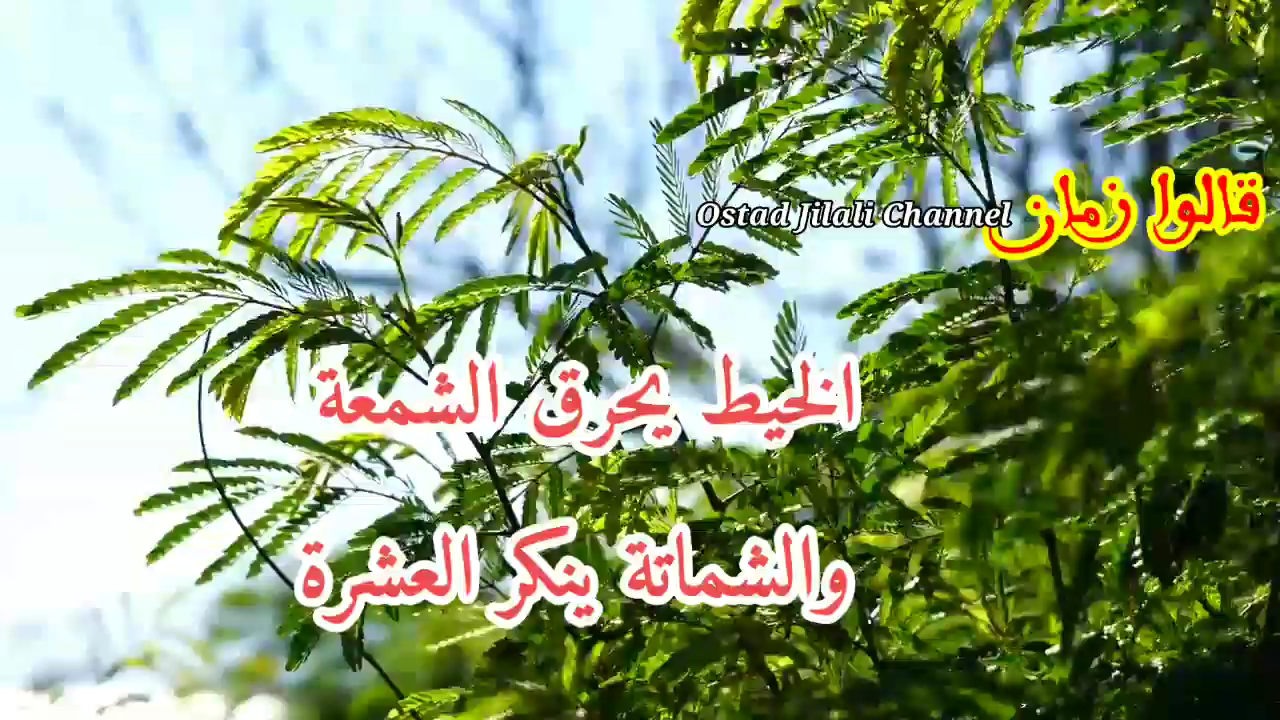 قالوا زمان
Ostad Jilali Channel
الخيط يحرق الشمعة
والشماتة ينكر العشرة